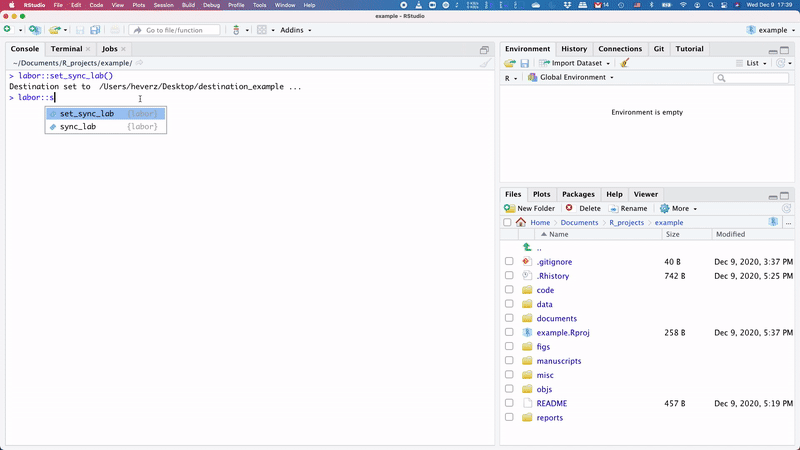 RStudio File Edit Code View Plots Session Build Debug Profile Tools Window Help 14 Wed Dec 9 17:39
example - RStudio
Go to file/function Addins example
Console Terminal Jobs
~/Documents/R_projects/example/
> labor::set_sync_lab()
Destination set to /Users/heverz/Desktop/destination_example ...
> labor::s
set_sync_lab {labor}
sync_lab {labor}
Environment History Connections Git Tutorial
Import Dataset List
R Global Environment
Environment is empty
Files Plots Packages Help Viewer
New Folder Delete Rename More
Home Documents R_projects example ...
Name Size Modified
..
.gitignore 40 B Dec 9, 2020, 3:37 PM
.Rhistory 742 B Dec 9, 2020, 5:25 PM
code
data
documents
example.Rproj 258 B Dec 9, 2020, 5:37 PM
figs
manuscripts
misc
objs
README 457 B Dec 9, 2020, 5:19 PM
reports